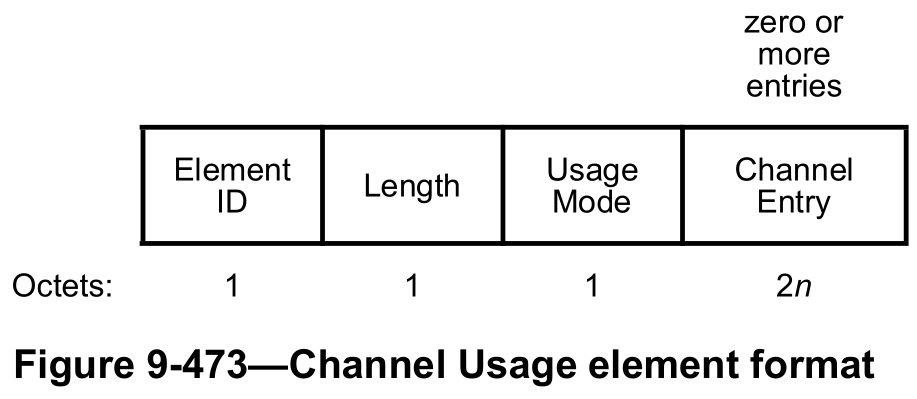 zero or
more
entries
Element
ID
Length
Usage
Mode
Channel
Entry
Octets: 1 1 1 2n
Figure 9-473—Channel Usage element format